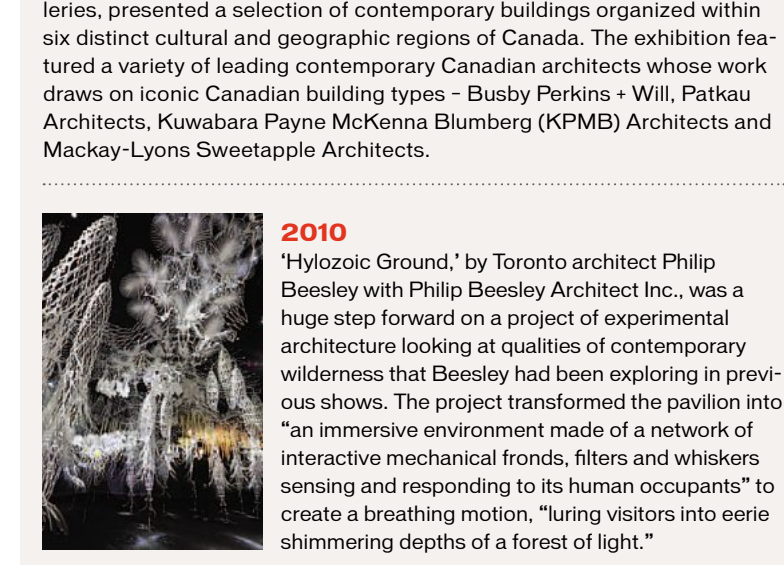 leries, presented a selection of contemporary buildings organized within
six distinct cultural and geographic regions of Canada. The exhibition fea-
tured a variety of leading contemporary Canadian architects whose work
draws on iconic Canadian building types – Busby Perkins + Will, Patkau
Architects, Kuwabara Payne McKenna Blumberg (KPMB) Architects and
Mackay-Lyons Sweetapple Architects.
2010
‘Hylozoic Ground,’ by Toronto architect Philip
Beesley with Philip Beesley Architect Inc., was a
huge step forward on a project of experimental
architecture looking at qualities of contemporary
wilderness that Beesley had been exploring in previ-
ous shows. The project transformed the pavilion into
“an immersive environment made of a network of
interactive mechanical fronds, filters and whiskers
sensing and responding to its human occupants” to
create a breathing motion, “luring visitors into eerie
shimmering depths of a forest of light.”